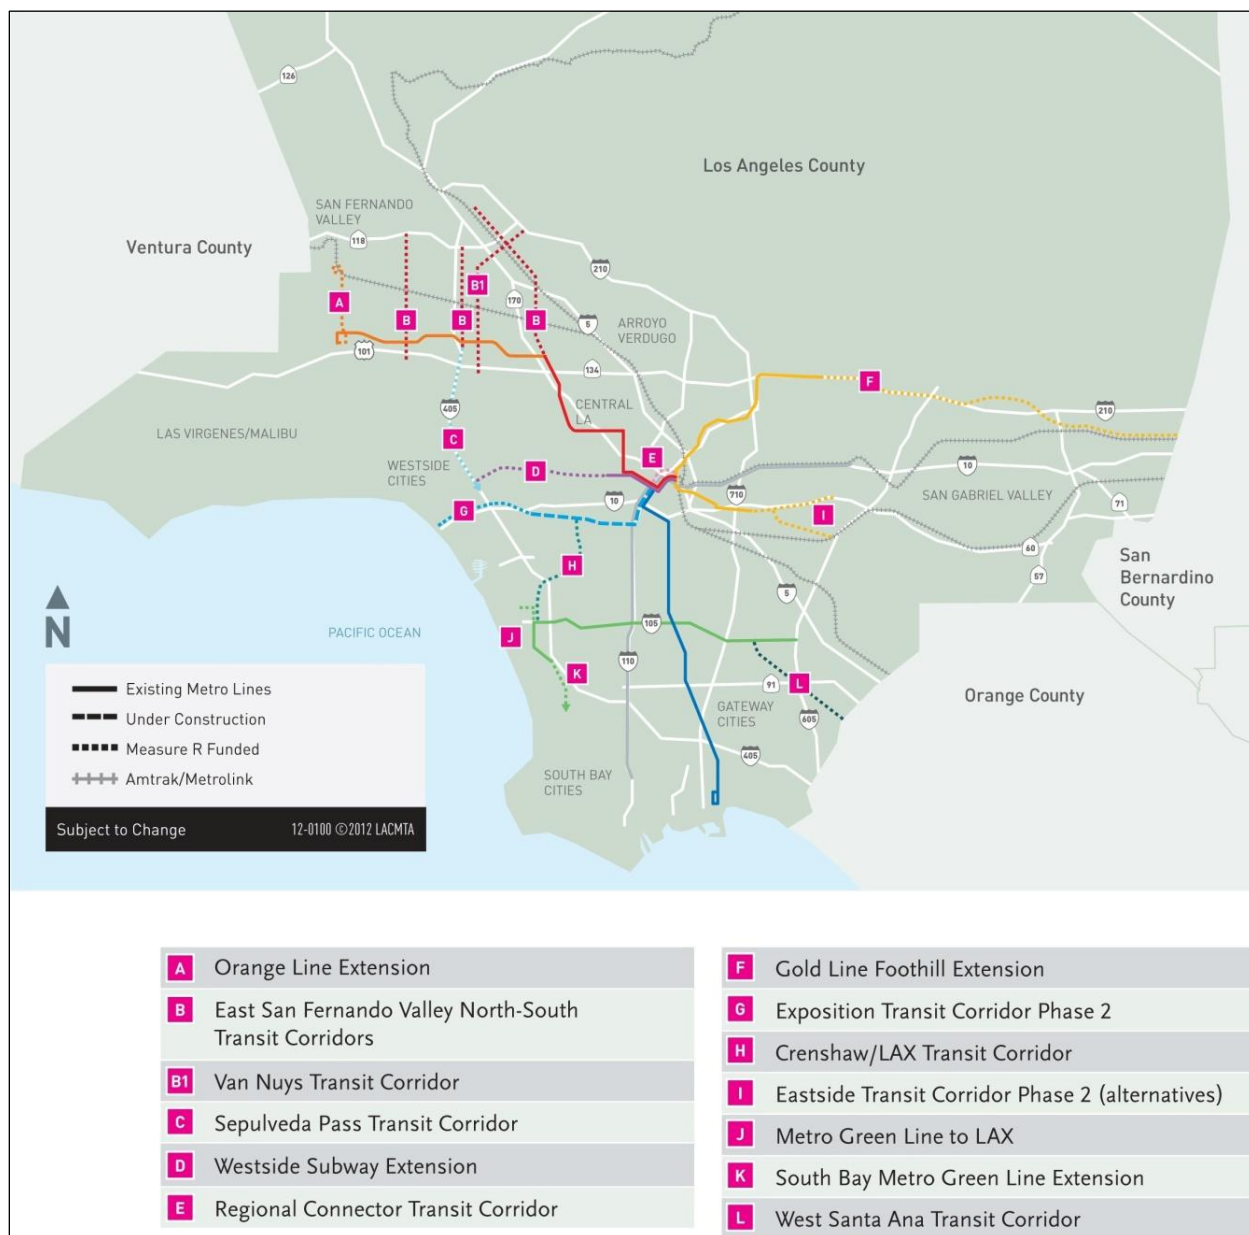 126
Los Angeles County
SAN FERNANDO
VALLEY
Ventura County
118
210
B1
170
A
B
B
B
5
ARROYO
VERDUGO
101
134
F
405
CENTRAL
LA
210
LAS VIRGENES/MALIBU
C
E
WESTSIDE
CITIES
D
10
SAN GABRIEL VALLEY
G
10
710
I
71
60
San
Bernardino
County
H
57
5
N
PACIFIC OCEAN
J
105
K
110
91
L
Orange County
GATEWAY
CITIES
605
405
SOUTH BAY
CITIES
Existing Metro Lines
Under Construction
Measure R Funded
Amtrak/Metrolink
Subject to Change 12-0100 ©2012 LACMTA
A Orange Line Extension
B East San Fernando Valley North-South
Transit Corridors
B1 Van Nuys Transit Corridor
C Sepulveda Pass Transit Corridor
D Westside Subway Extension
E Regional Connector Transit Corridor
F Gold Line Foothill Extension
G Exposition Transit Corridor Phase 2
H Crenshaw/LAX Transit Corridor
I Eastside Transit Corridor Phase 2 (alternatives)
J Metro Green Line to LAX
K South Bay Metro Green Line Extension
L West Santa Ana Transit Corridor